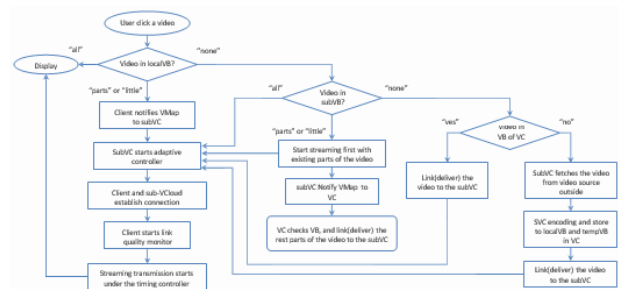 User click a video
"all"
Video in localVB?
"none"
Display
"parts" or "little"
"all"
Video in
subVB?
"none"
Client notifies VMap
to subVC
"parts" or "little"
"yes"
video in
VB of VC
"no"
SubVC starts adaptive
controller
Start streaming first with
existing parts of the video
Link(deliver) the
video to the subVC
SubVC fetches the video
from video source
outside
Client and sub-VCloud
establish connection
subVC Notify VMap to
VC
Client starts link
quality monitor
VC checks VB, and link(deliver) the
rest parts of the video to the subVC
SVC encoding and store
to localVB and tempVB
in VC
Streaming transmission starts
under the timing controller
Link(deliver) the video
to the subVC